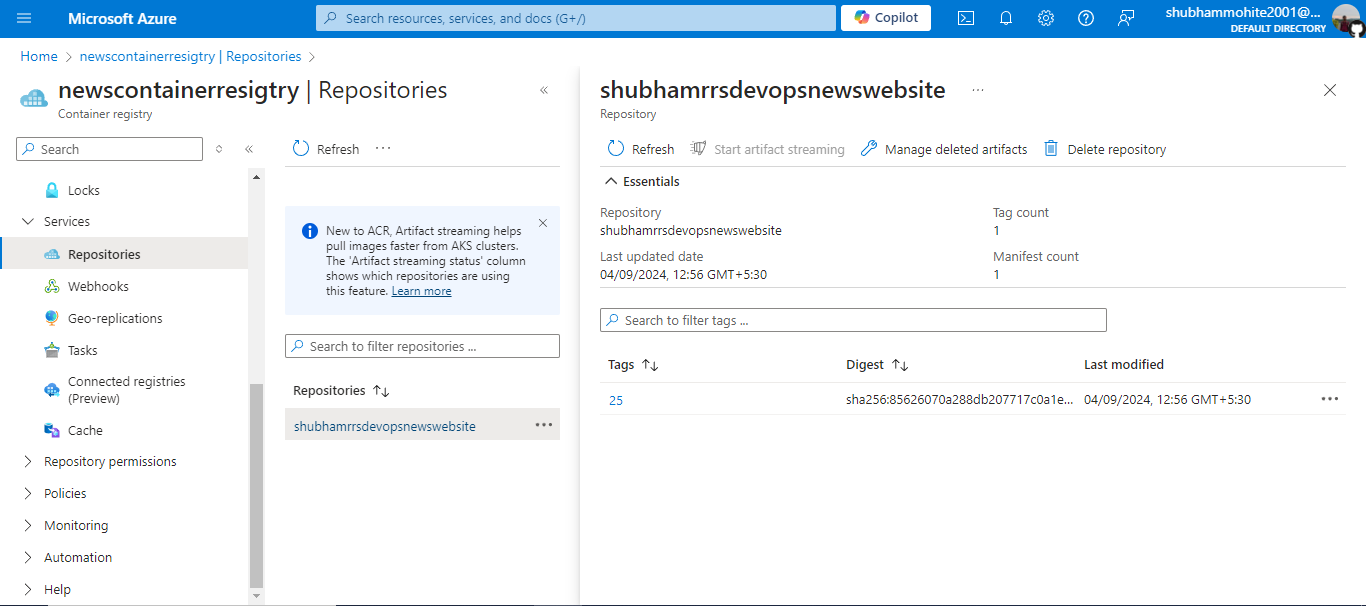 Microsoft Azure
Search resources, services, and docs (G+/)
Copilot
shubhammohite2001@...
DEFAULT DIRECTORY
Home > newscontainerresigtry | Repositories >
newscontainerresigtry | Repositories
Container registry
Search
Locks
Services
Repositories
Webhooks
Geo-replications
Tasks
Connected registries
(Preview)
Cache
Repository permissions
Policies
Monitoring
Automation
Help
Refresh
New to ACR, Artifact streaming helps
pull images faster from AKS clusters.
The 'Artifact streaming status' column
shows which repositories are using
this feature. Learn more
Search to filter repositories ...
Repositories
shubhamrrsdevopsnewswebsite
shubhamrrsdevopsnewswebsite
Repository
Refresh
Start artifact streaming
Manage deleted artifacts
Delete repository
Essentials
Repository
shubhamrrsdevopsnewswebsite
Last updated date
04/09/2024, 12:56 GMT+5:30
Tag count
1
Manifest count
1
Search to filter tags ...
Tags Digest Last modified
25 sha256:85626070a288db207717c0a1e... 04/09/2024, 12:56 GMT+5:30